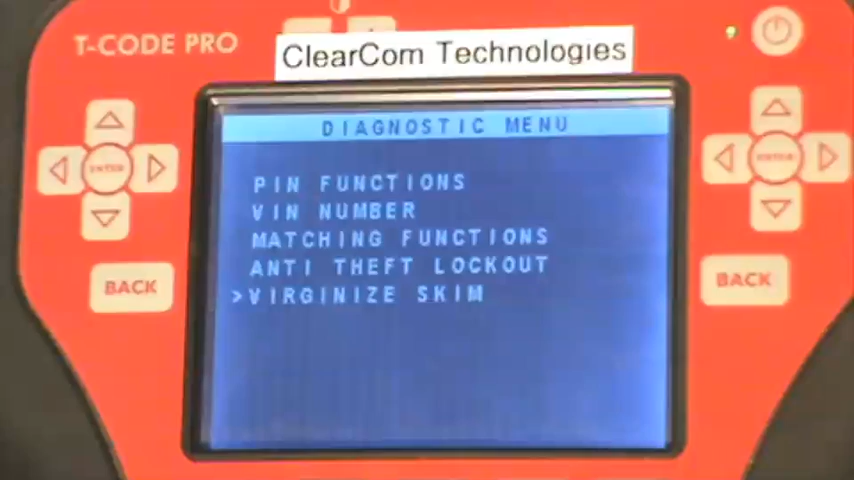 T-CODE PRO
ClearCom Technologies
DIAGNOSTIC MENU
PIN FUNCTIONS
VIN NUMBER
MATCHING FUNCTIONS
ANTI THEFT LOCKOUT
>VIRGINIZE SKIM
ENTER
ENTER
BACK
BACK